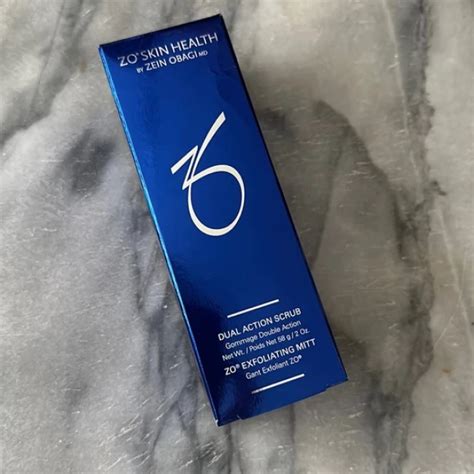 ZO® SKIN HEALTH
BY ZEIN OBAGI MD
ZO
DUAL ACTION SCRUB
Gommage Double Action
Net Wt. / Poids Net 58 g / 2 Oz.
ZO® EXFOLIATING MITT
Gant Exfoliant ZO®